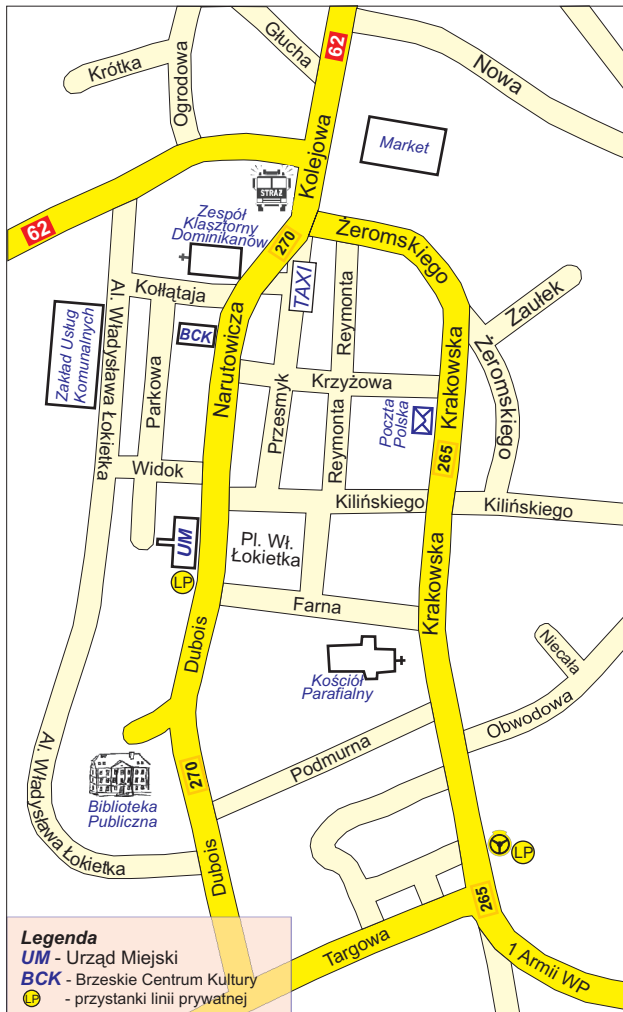 Krótka
Ogrodowa
Głucha
62
Nowa
Kolejowa
Market
STRAŻ
62
Zespół
Klasztorny
Dominikanów
270
Żeromskiego
Al. Władysława Łokietka
Kołłątaja
TAXI
Reymonta
Zaułek
Zakład Usług
Komunalnych
BCK
Narutowicza
Parkowa
Przesmyk
Krzyżowa
Krakowska
Żeromskiego
Poczta
Polska
Reymonta
265
Widok
Kilińskiego
Kilińskiego
UM
Pl. Wł.
Łokietka
LP
Farna
Krakowska
Dubois
Niecała
Kościół
Parafialny
Obwodowa
Podmurna
270
Al. Władysława Łokietka
Biblioteka
Publiczna
LP
Dubois
265
Targowa
1 Armii WP
Legenda
UM - Urząd Miejski
BCK - Brzeskie Centrum Kultury
LP - przystanki linii prywatnej